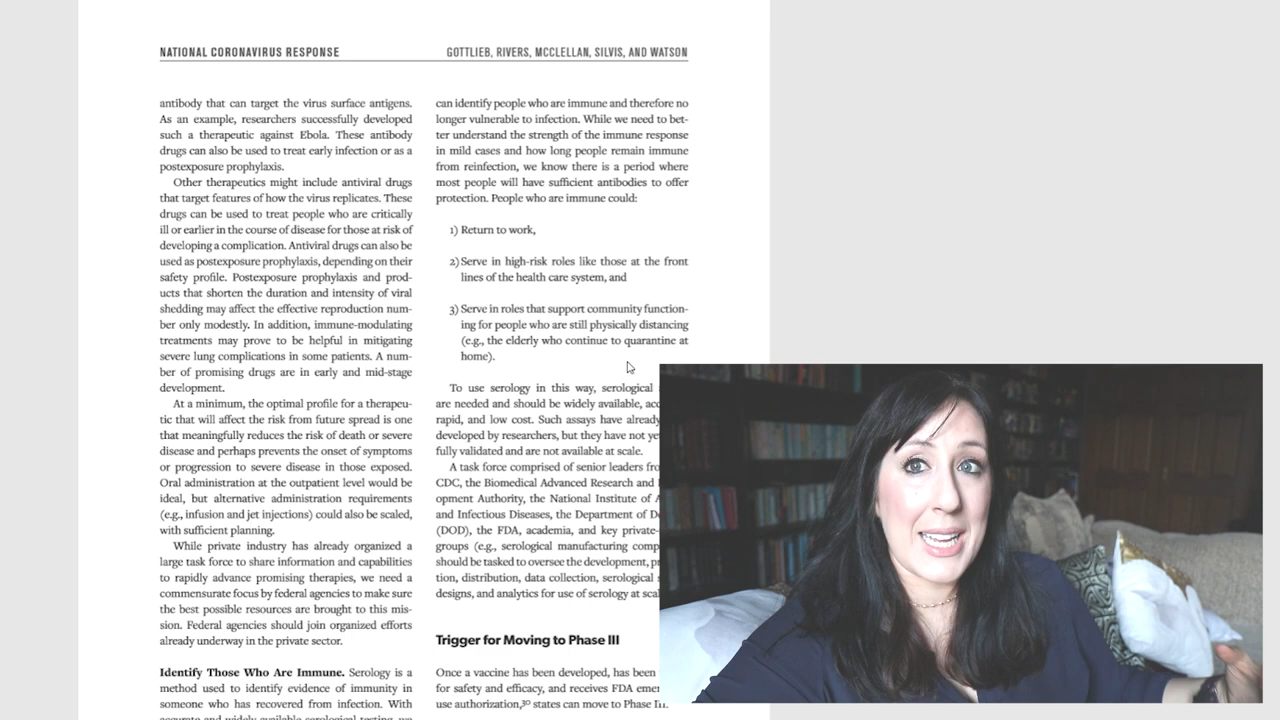 NATIONAL CORONAVIRUS RESPONSE
GOTTLIEB, RIVERS, MCCLELLAN, SILVIS, AND WATSON
antibody that can target the virus surface antigens.
As an example, researchers successfully developed
such a therapeutic against Ebola. These antibody
drugs can also be used to treat early infection or as a
postexposure prophylaxis.
Other therapeutics might include antiviral drugs
that target features of how the virus replicates. These
drugs can be used to treat people who are critically
ill or earlier in the course of disease for those at risk of
developing a complication. Antiviral drugs can also be
used as postexposure prophylaxis, depending on their
safety profile. Postexposure prophylaxis and prod-
ucts that shorten the duration and intensity of viral
shedding may affect the effective reproduction num-
ber only modestly. In addition, immune-modulating
treatments may prove to be helpful in mitigating
severe lung complications in some patients. A num-
ber of promising drugs are in early and mid-stage
development.
At a minimum, the optimal profile for a therapeu-
tic that will affect the risk from future spread is one
that meaningfully reduces the risk of death or severe
disease and perhaps prevents the onset of symptoms
or progression to severe disease in those exposed.
Oral administration at the outpatient level would be
ideal, but alternative administration requirements
(e.g., infusion and jet injections) could also be scaled,
with sufficient planning.
While private industry has already organized a
large task force to share information and capabilities
to rapidly advance promising therapies, we need a
commensurate focus by federal agencies to make sure
the best possible resources are brought to this mis-
sion. Federal agencies should join organized efforts
already underway in the private sector.
Identify Those Who Are Immune. Serology is a
method used to identify evidence of immunity in
someone who has recovered from infection. With
accurate and widely available serological testing, we
can identify people who are immune and therefore no
longer vulnerable to infection. While we need to bet-
ter understand the strength of the immune response
in mild cases and how long people remain immune
from reinfection, we know there is a period where
most people will have sufficient antibodies to offer
protection. People who are immune could:
1) Return to work,
2) Serve in high-risk roles like those at the front
lines of the health care system, and
3) Serve in roles that support community function-
ing for people who are still physically distancing
(e.g., the elderly who continue to quarantine at
home).
To use serology in this way, serological
are needed and should be widely available,
rapid, and low cost. Such assays have already
developed by researchers, but they have not
fully validated and are not available at scale.
A task force comprised of senior leaders
CDC, the Biomedical Advanced Research and
opment Authority, the National Institute of
and Infectious Diseases, the Department of
(DOD), the FDA, academia, and key private-
groups (e.g., serological manufacturing
should be tasked to oversee the development,
tion, distribution, data collection, serological
designs, and analytics for use of serology at
Trigger for Moving to Phase III
Once a vaccine has been developed, has been
for safety and efficacy, and receives FDA
use authorization,30 states can move to Phase III.